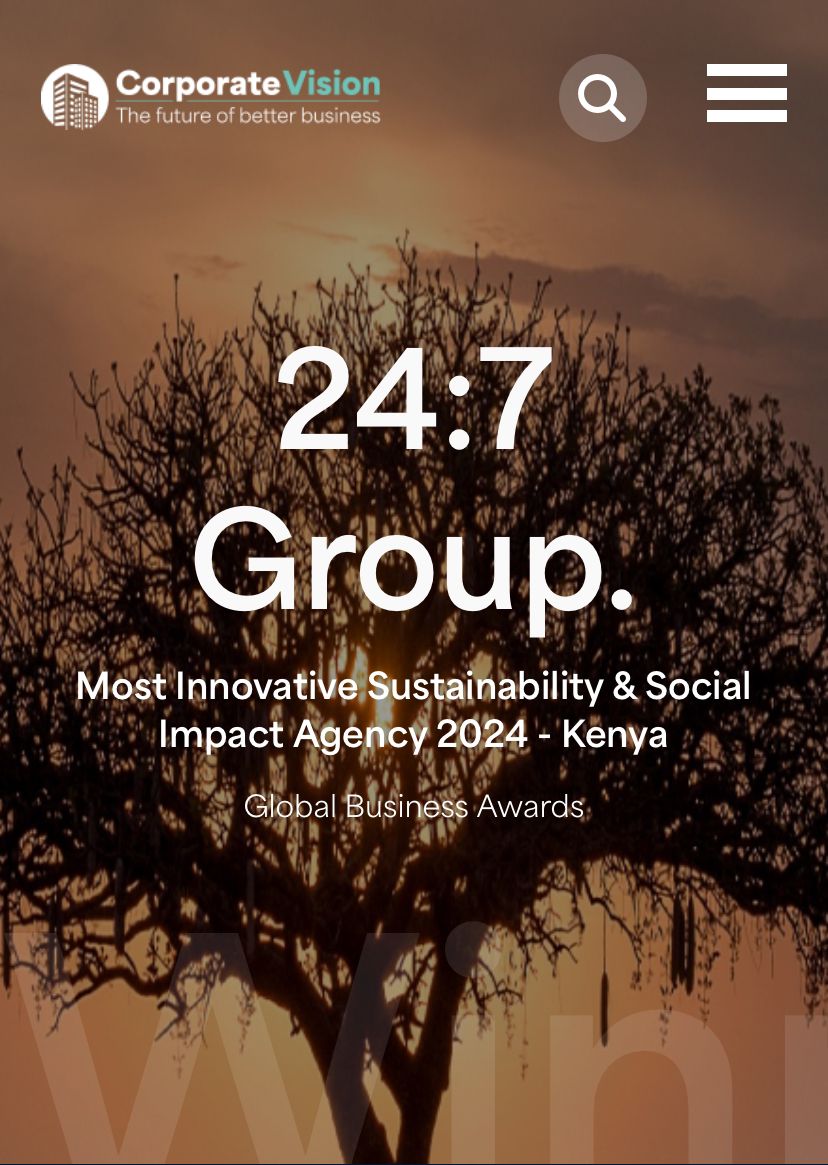 CorporateVision
The future of better business
24:7
Group.
Most Innovative Sustainability & Social
Impact Agency 2024 - Kenya
Global Business Awards
Winn